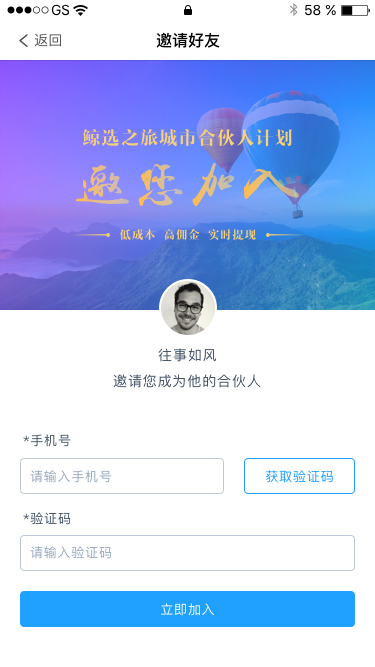 GS 58 %
返回
邀请好友
鲸选之旅城市合伙人计划
邀您加入
低成本 高佣金 实时提现
往事如风
邀请您成为他的合伙人
*手机号
请输入手机号
获取验证码
*验证码
请输入验证码
立即加入